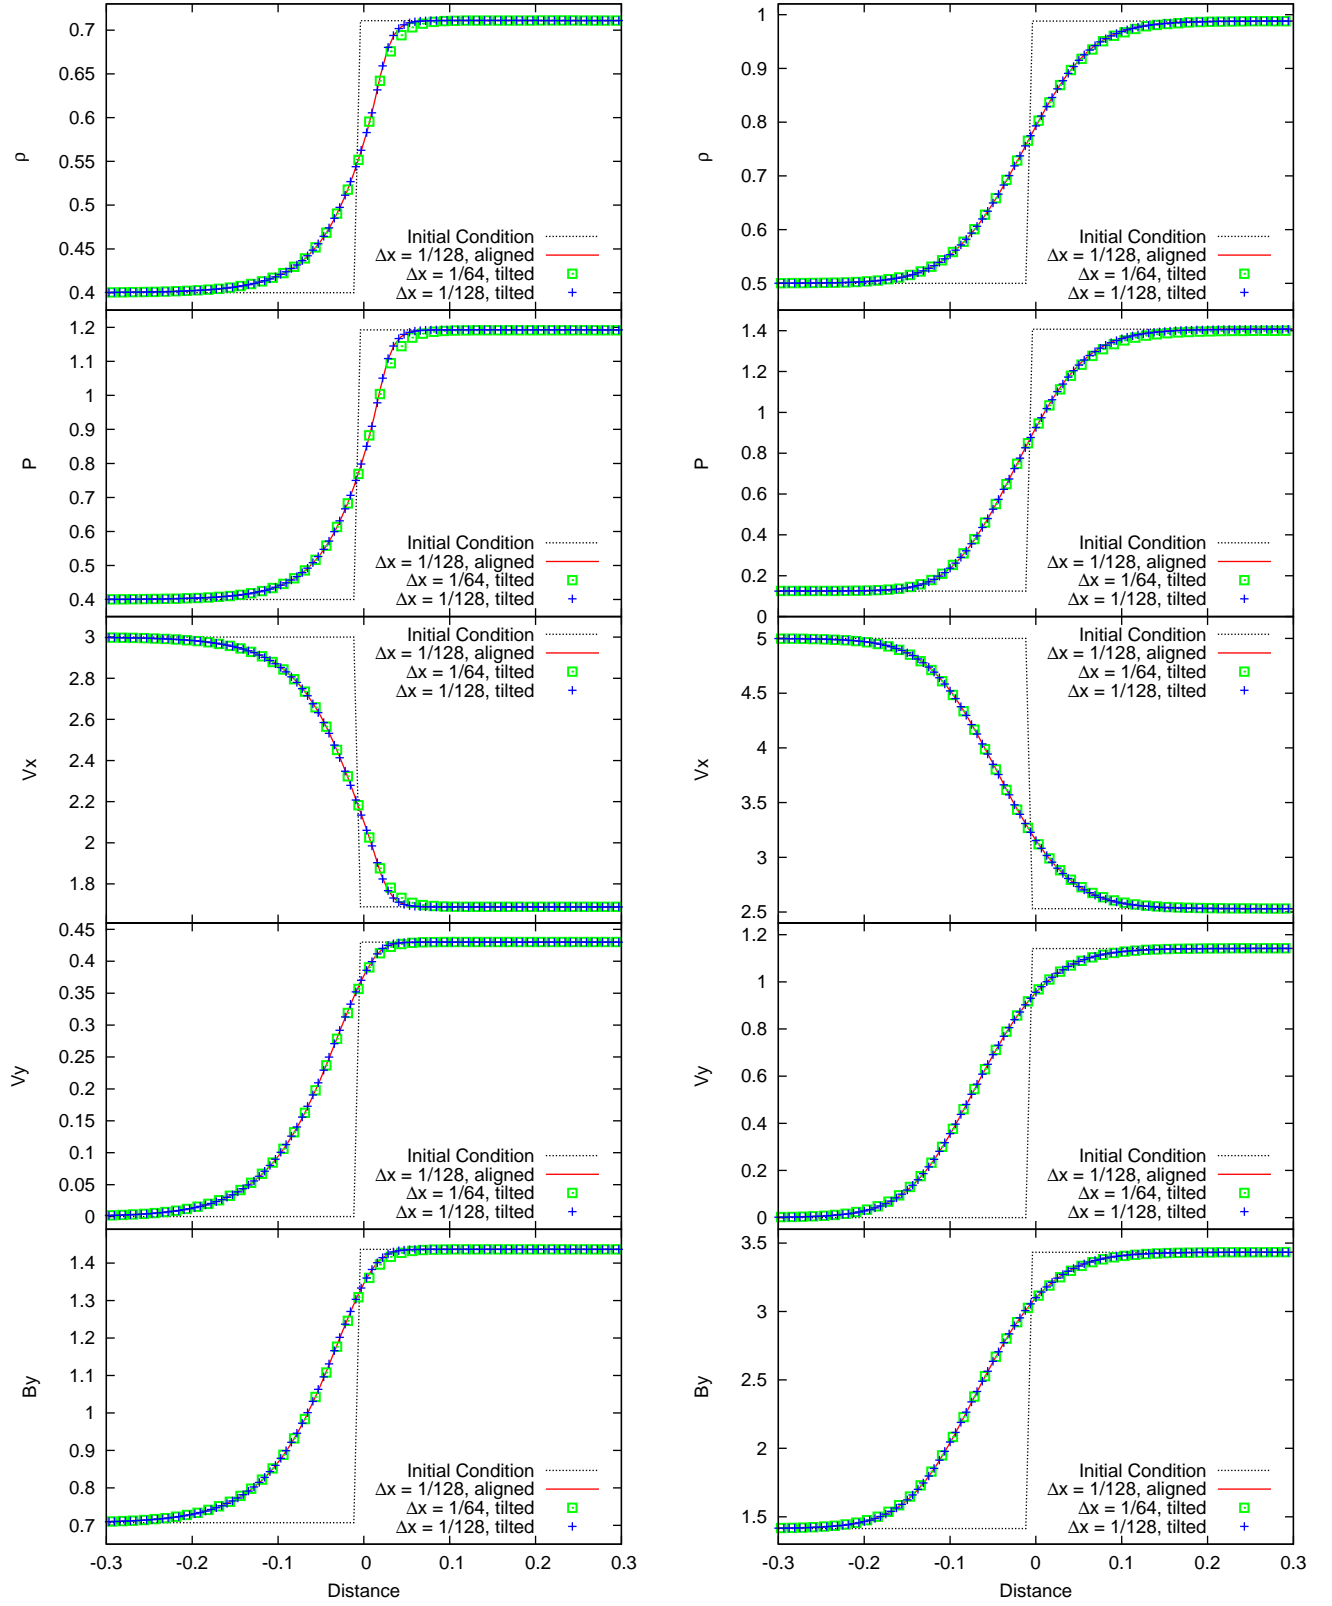 0.7
0.65
0.6
0.55
0.5
0.45
0.4
ρ
Initial Condition
Δx = 1/128, aligned
Δx = 1/64, tilted
Δx = 1/128, tilted
1.2
1.1
1
0.9
0.8
0.7
0.6
0.5
0.4
P
Initial Condition
Δx = 1/128, aligned
Δx = 1/64, tilted
Δx = 1/128, tilted
3
2.8
2.6
2.4
2.2
2
1.8
Vx
Initial Condition
Δx = 1/128, aligned
Δx = 1/64, tilted
Δx = 1/128, tilted
0.45
0.4
0.35
0.3
0.25
0.2
0.15
0.1
0.05
0
Vy
Initial Condition
Δx = 1/128, aligned
Δx = 1/64, tilted
Δx = 1/128, tilted
1.4
1.3
1.2
1.1
1
0.9
0.8
0.7
By
Initial Condition
Δx = 1/128, aligned
Δx = 1/64, tilted
Δx = 1/128, tilted
-0.3 -0.2 -0.1 0 0.1 0.2 0.3
Distance
1
0.9
0.8
0.7
0.6
0.5
ρ
Initial Condition
Δx = 1/128, aligned
Δx = 1/64, tilted
Δx = 1/128, tilted
1.4
1.2
1
0.8
0.6
0.4
0.2
0
P
Initial Condition
Δx = 1/128, aligned
Δx = 1/64, tilted
Δx = 1/128, tilted
5
4.5
4
3.5
3
2.5
Vx
Initial Condition
Δx = 1/128, aligned
Δx = 1/64, tilted
Δx = 1/128, tilted
1.2
1
0.8
0.6
0.4
0.2
0
Vy
Initial Condition
Δx = 1/128, aligned
Δx = 1/64, tilted
Δx = 1/128, tilted
3.5
3
2.5
2
1.5
By
Initial Condition
Δx = 1/128, aligned
Δx = 1/64, tilted
Δx = 1/128, tilted
-0.3 -0.2 -0.1 0 0.1 0.2 0.3
Distance